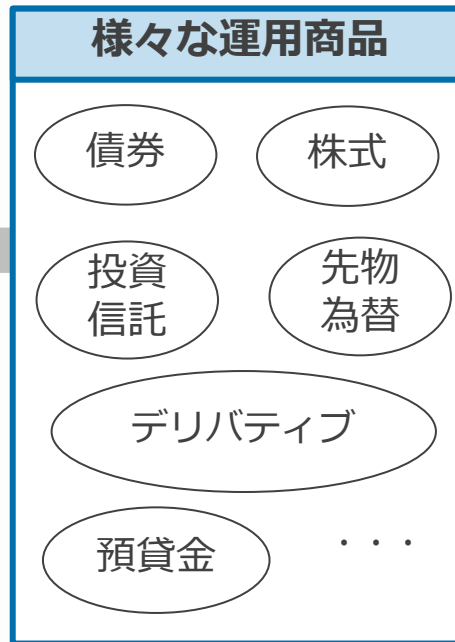 様々な運用商品
債券
株式
投資
信託
先物
為替
デリバティブ
預貸金
・・・